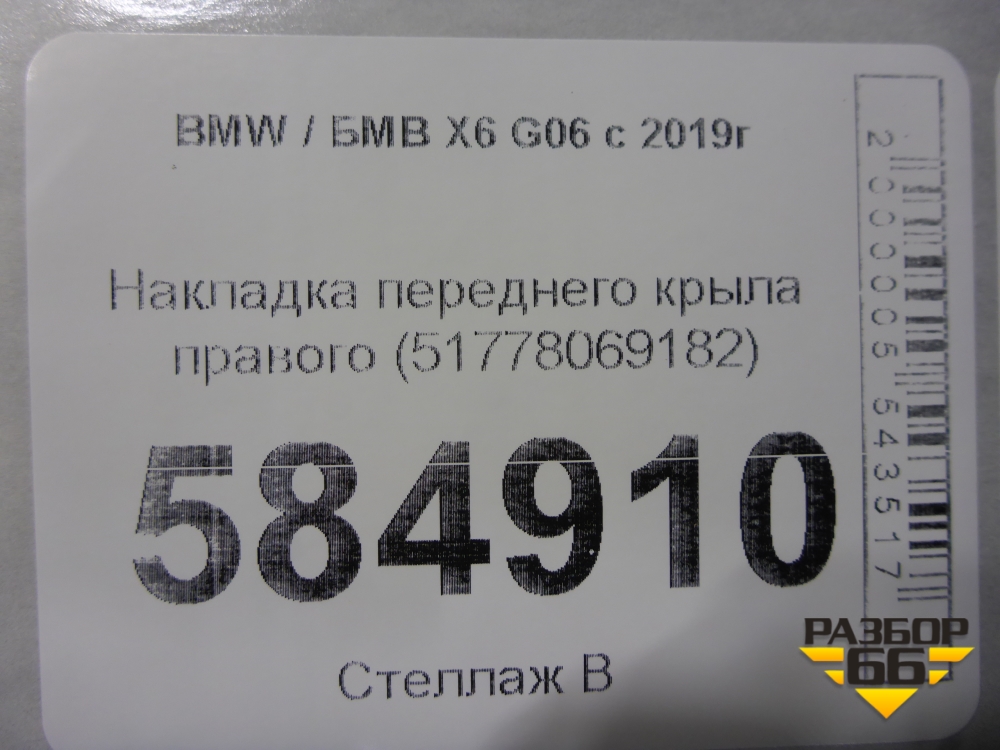 BMW / БМВ X6 G06 с 2019г
Накладка переднего крыла
правого (51778069182)
584910
Стеллаж В
2000005543517
РАЗБОР
66